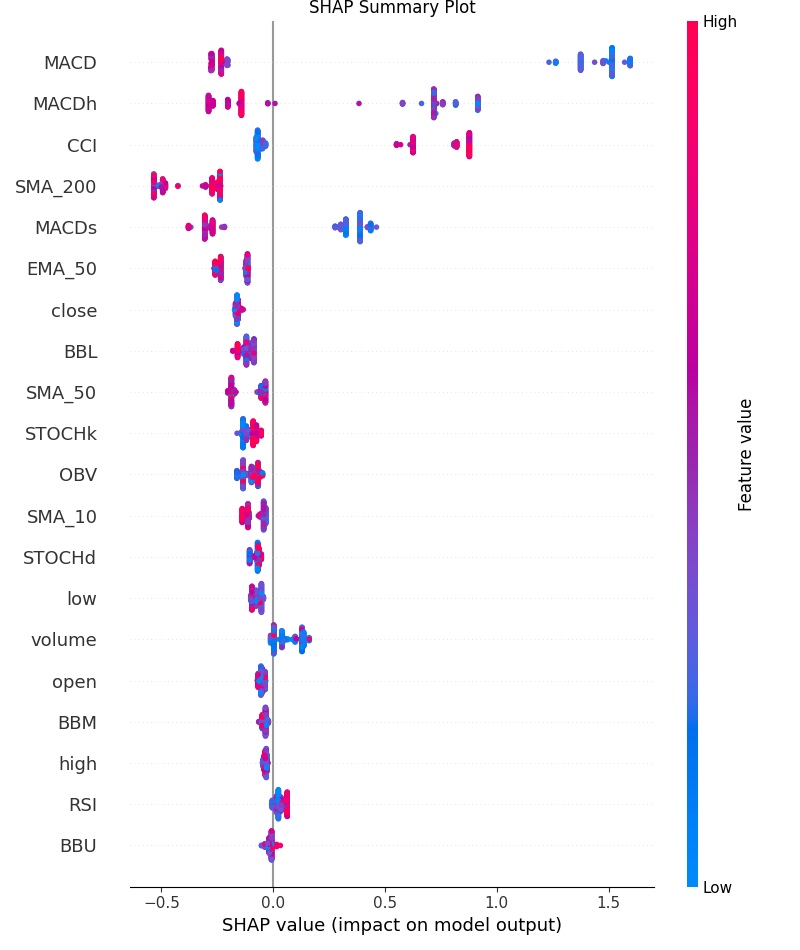 SHAP Summary Plot
High
MACD
MACDh
CCI
SMA_200
MACDs
EMA_50
close
BBL
SMA_50
STOCHk
OBV
SMA_10
STOCHd
low
volume
open
BBM
high
RSI
BBU
Feature value
Low
−0.5 0.0 0.5 1.0 1.5
SHAP value (impact on model output)